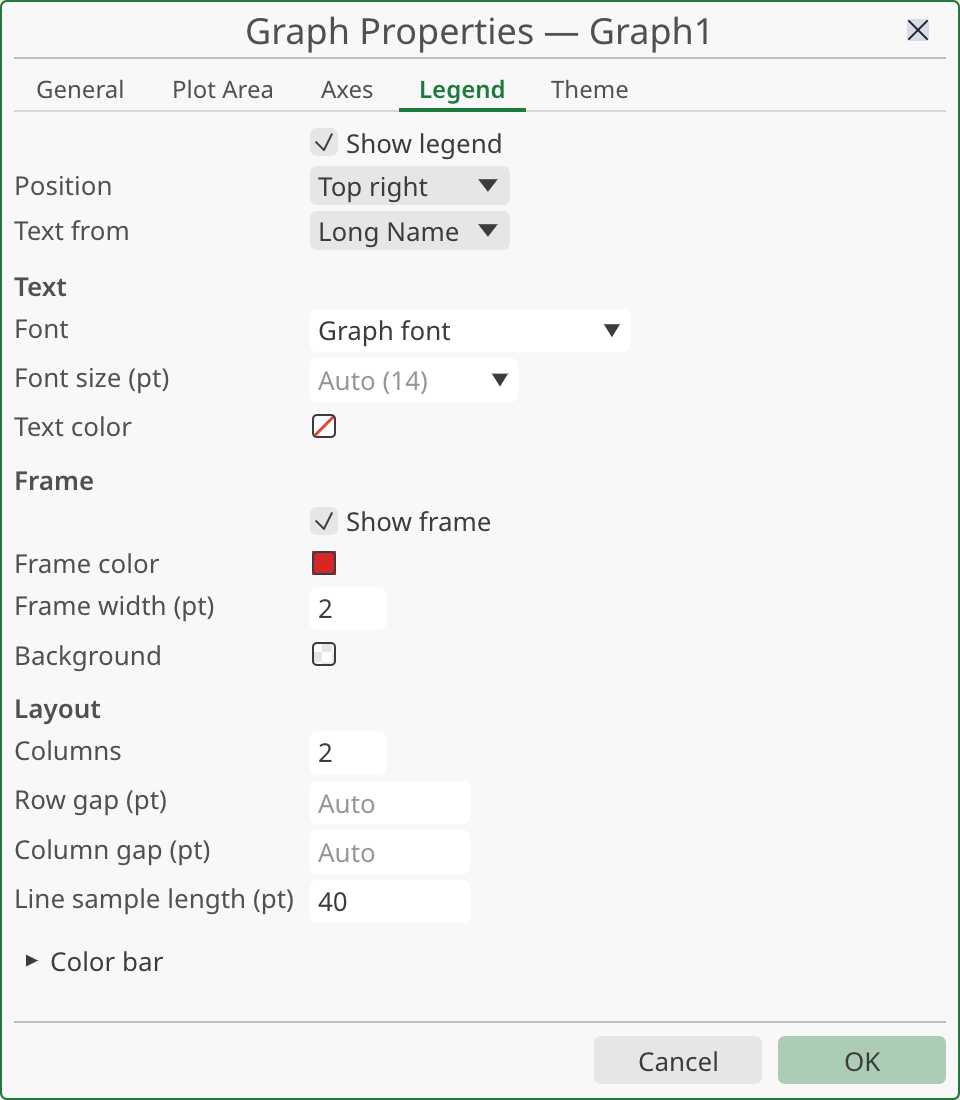 Graph Properties — Graph1
General Plot Area Axes Legend Theme
Show legend
Position Top right
Text from Long Name
Text
Font Graph font
Font size (pt) Auto (14)
Text color
Frame
Show frame
Frame color
Frame width (pt) 2
Background
Layout
Columns 2
Row gap (pt) Auto
Column gap (pt) Auto
Line sample length (pt) 40
Color bar
Cancel OK